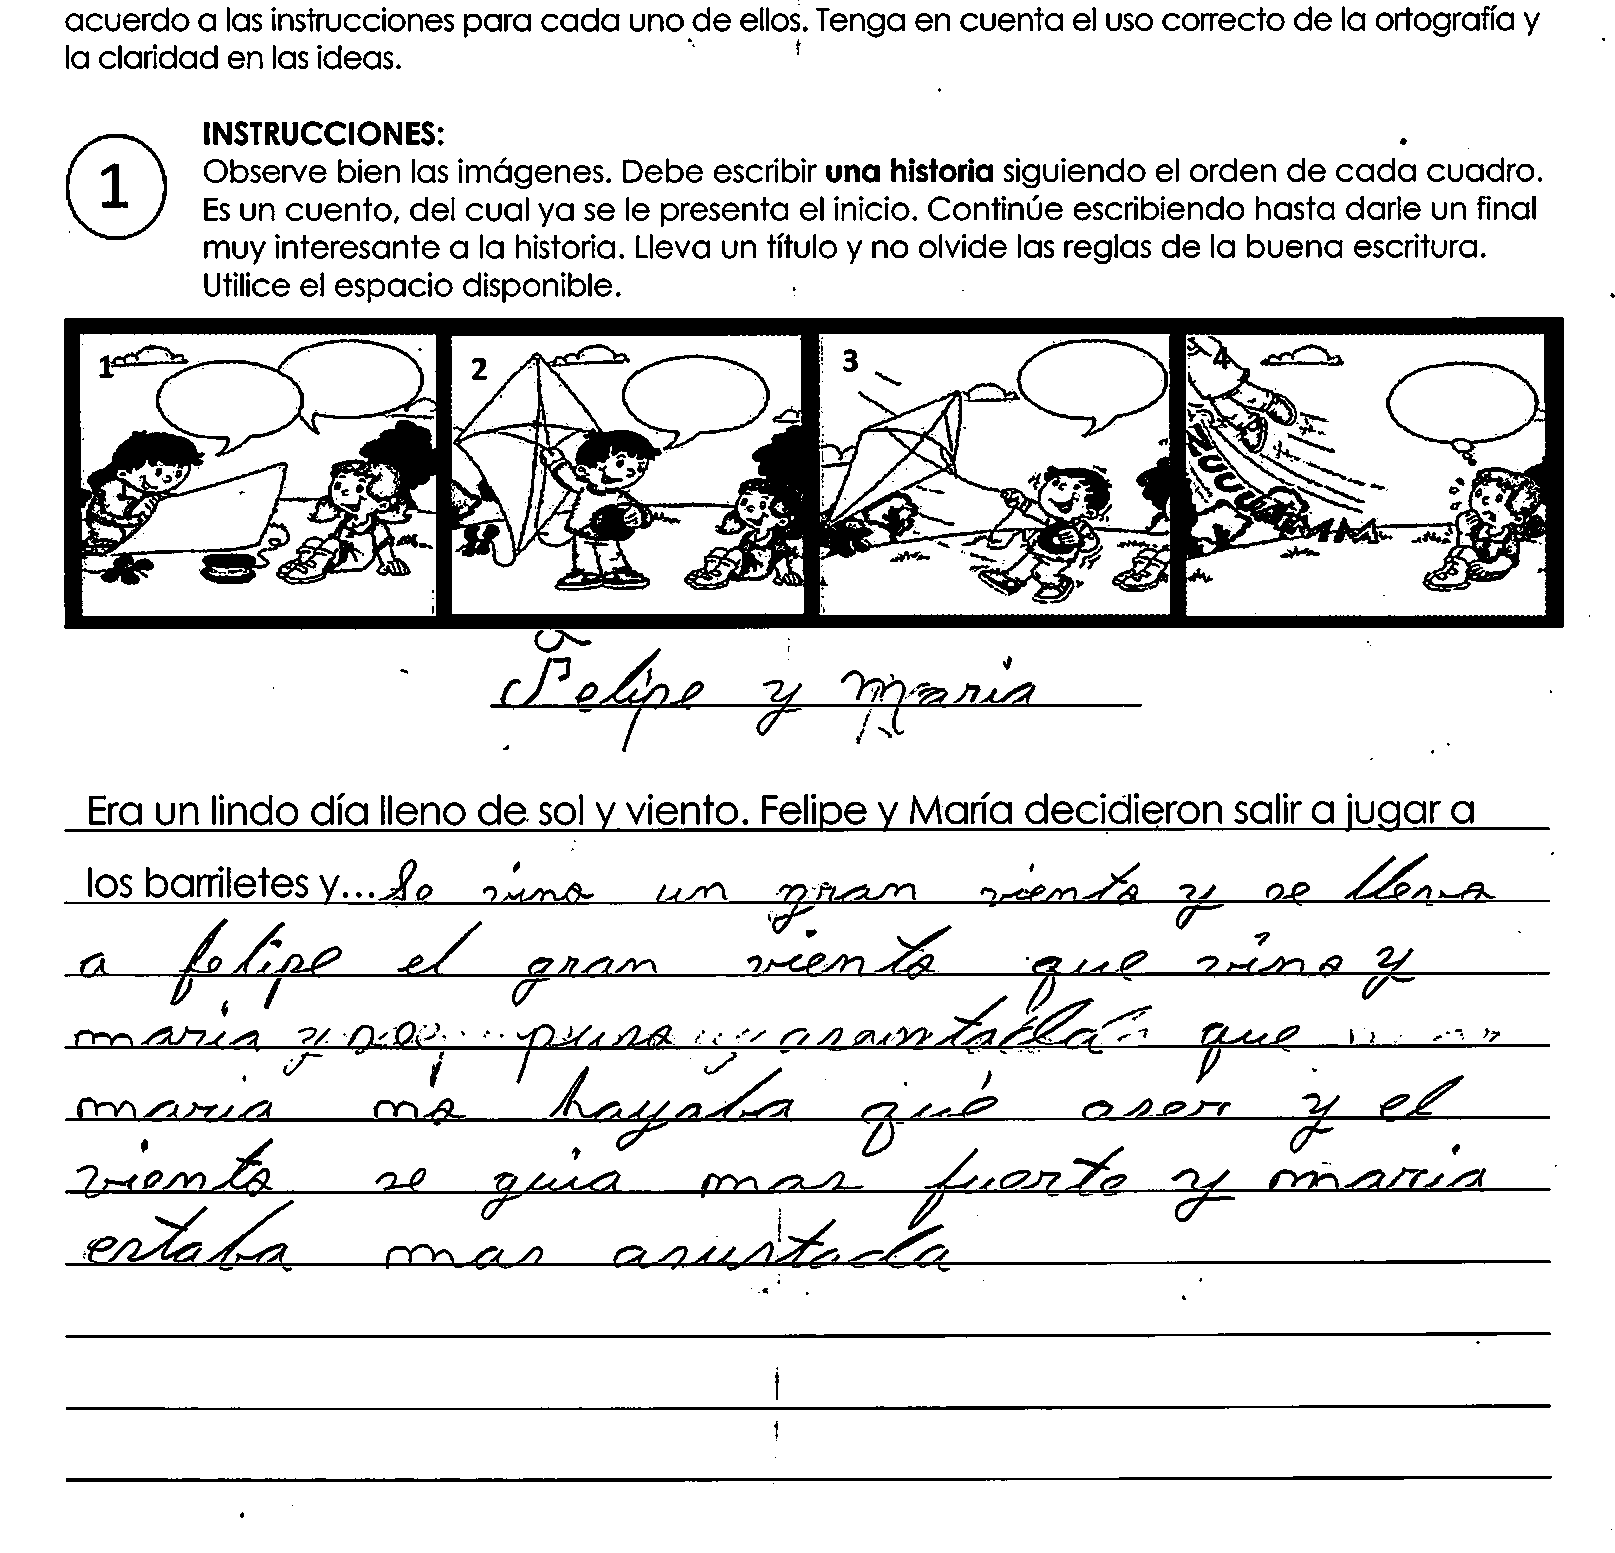 acuerdo a las instrucciones para cada uno de ellos. Tenga en cuenta el uso correcto de la ortografía y
la claridad en las ideas.
1
INSTRUCCIONES:
Observe bien las imágenes. Debe escribir una historia siguiendo el orden de cada cuadro.
Es un cuento, del cual ya se le presenta el inicio. Continúe escribiendo hasta darle un final
muy interesante a la historia. Lleva un título y no olvide las reglas de la buena escritura.
Utilice el espacio disponible.
1 2 3 4
ZUUUUMMM
Felipe y Maria
Era un lindo día lleno de sol y viento. Felipe y María decidieron salir a jugar a
los barriletes y... Se vino un gran viento y se
a felipe el gran viento que vino y
maria y se puso que
maria no hayaba qué aser y el
viento se guia mas fuerte y maria
estaba mas asustada